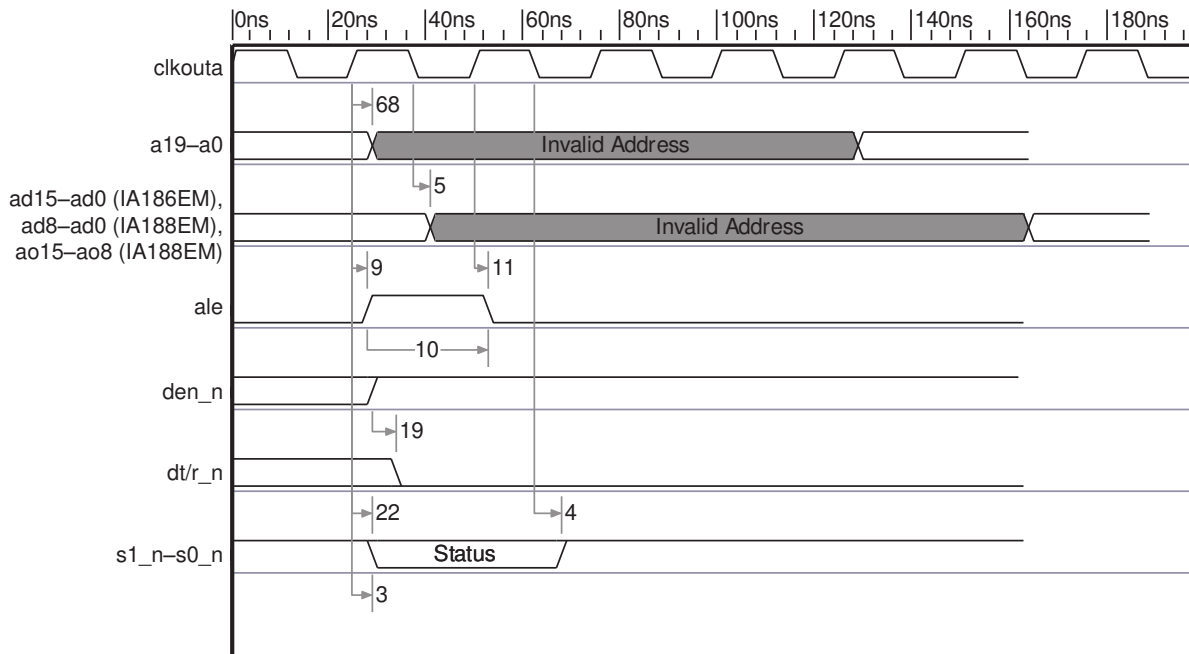 0ns 20ns 40ns 60ns 80ns 100ns 120ns 140ns 160ns 180ns
clkouta
68
a19–a0 Invalid Address
5
ad15–ad0 (IA186EM),
ad8–ad0 (IA188EM), Invalid Address
ao15–ao8 (IA188EM)
9 11
ale
10
den_n
19
dt/r_n
22 4
s1_n–s0_n Status
3